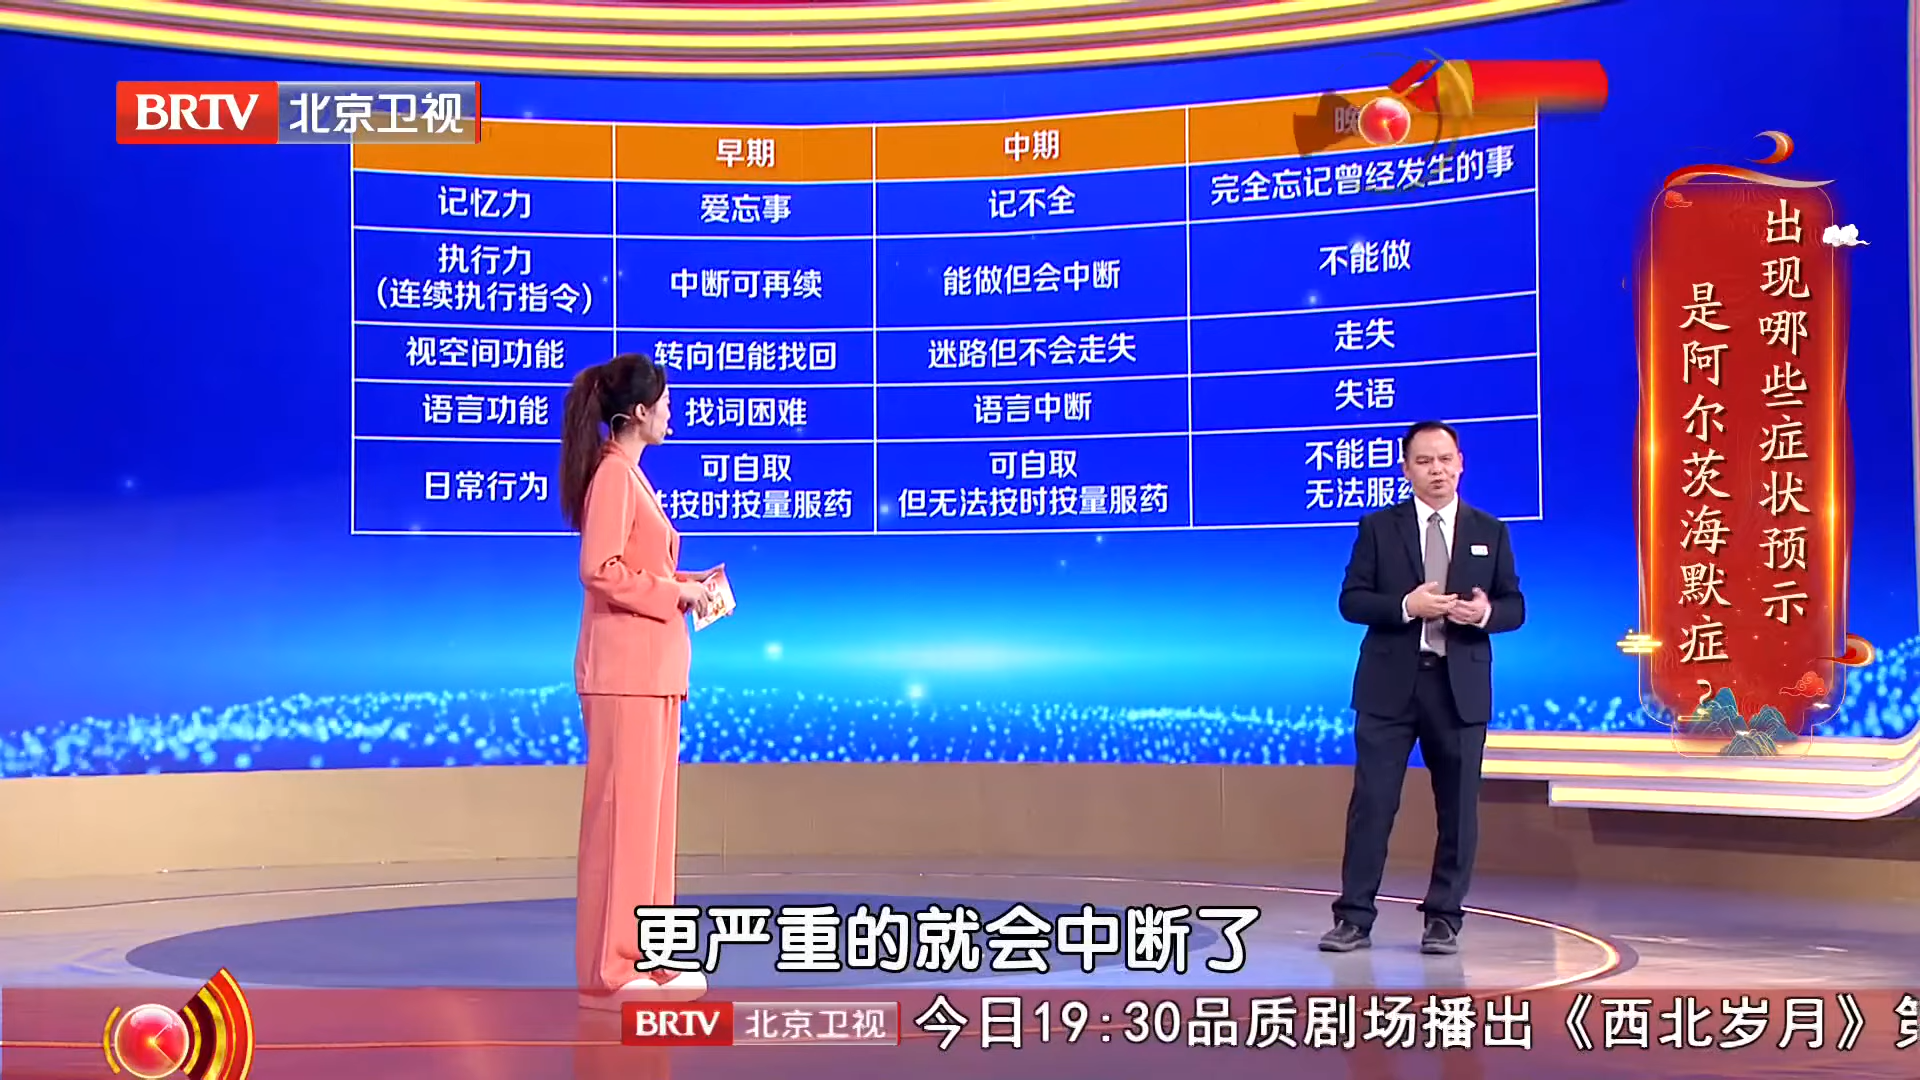 BRTV 北京卫视
早期
中期
晚
记忆力
爱忘事
记不全
完全忘记曾经发生的事
执行力
（连续执行指令）
中断可再续
能做但会中断
不能做
视空间功能
转向但能找回
迷路但不会走失
走失
语言功能
找词困难
语言中断
失语
日常行为
可自取
按时按量服药
可自取
但无法按时按量服药
不能自
无法服药
出现哪些症状预示
是阿尔茨海默症？
更严重的就会中断了
BRTV 北京卫视 今日19:30品质剧场播出《西北岁月》第